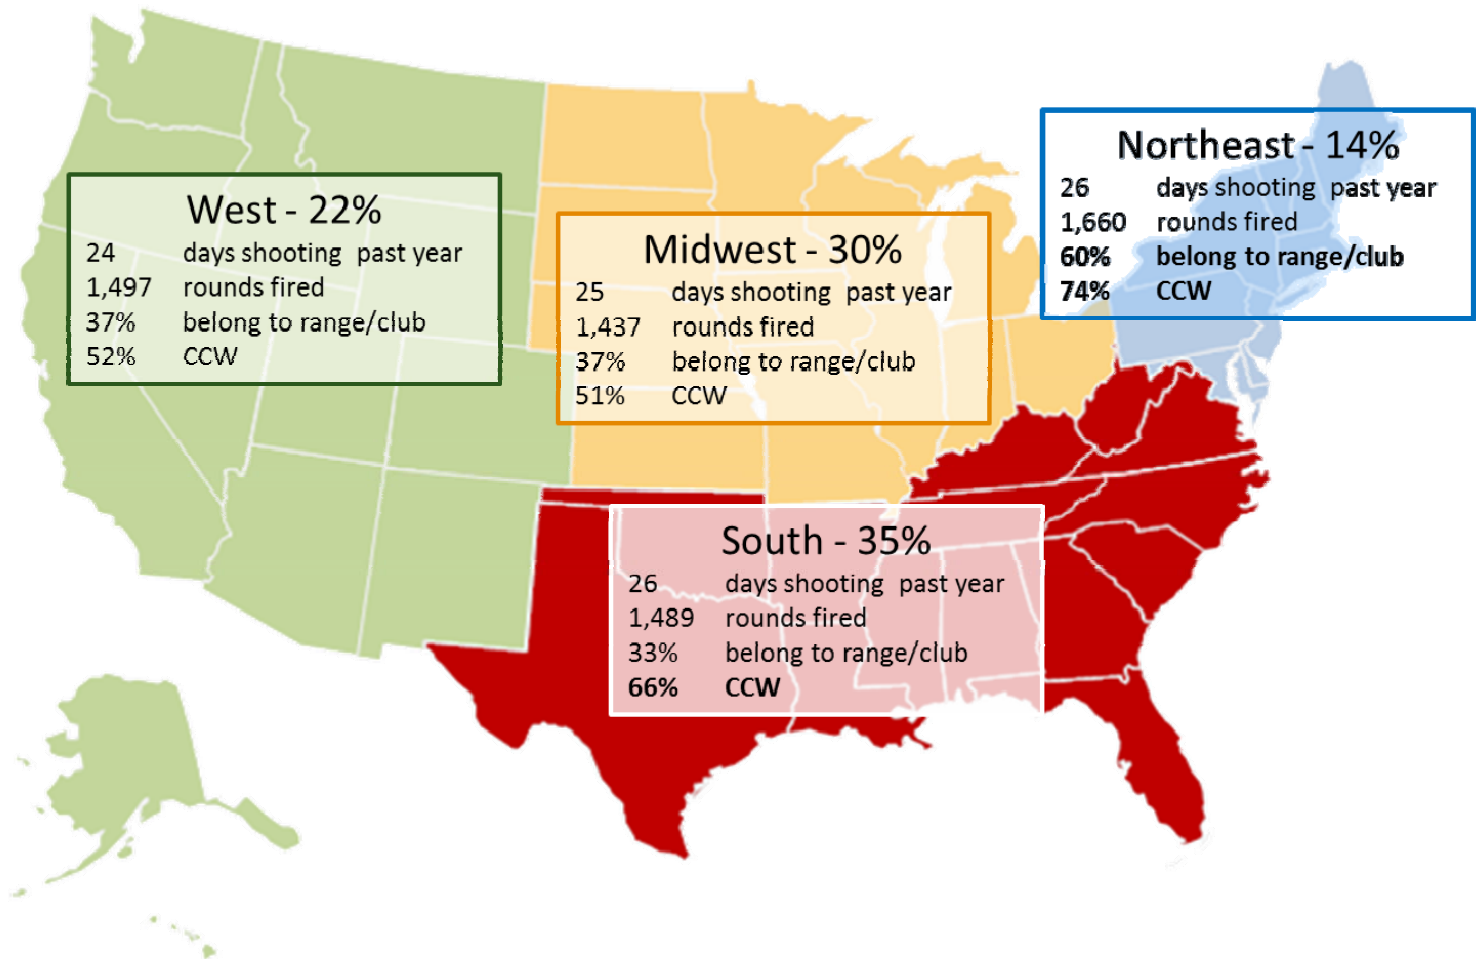 Northeast - 14%
26 days shooting past year
1,660 rounds fired
60% belong to range/club
74% CCW
West - 22%
24 days shooting past year
1,497 rounds fired
37% belong to range/club
52% CCW
Midwest - 30%
25 days shooting past year
1,437 rounds fired
37% belong to range/club
51% CCW
South - 35%
26 days shooting past year
1,489 rounds fired
33% belong to range/club
66% CCW